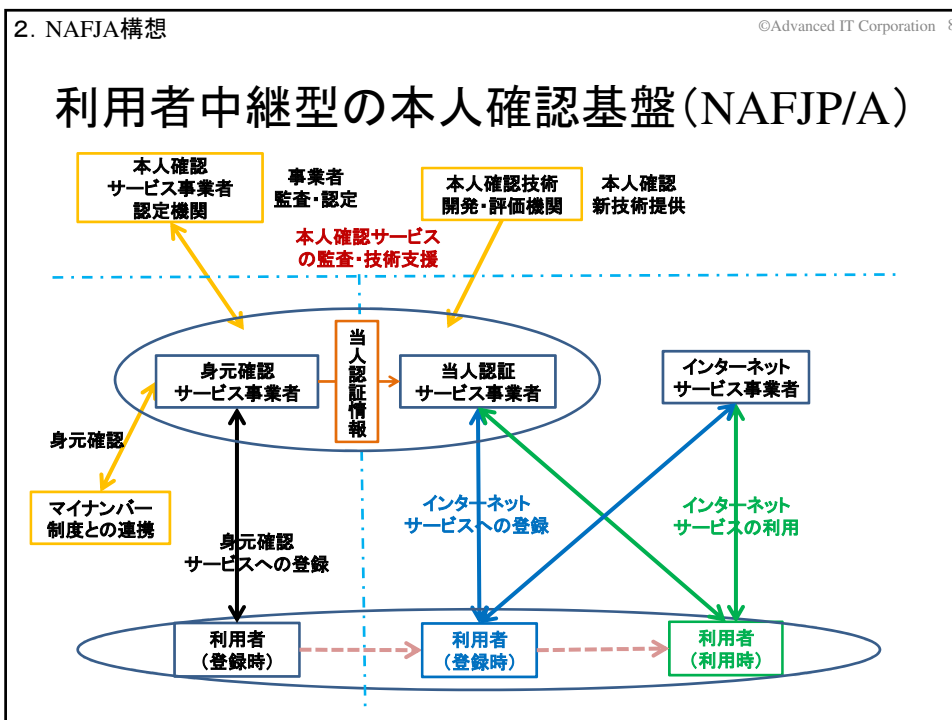 2. NAFJA構想
©Advanced IT Corporation 8
利用者中継型の本人確認基盤(NAFJP/A)
本人確認
サービス事業者
認定機関
事業者
監査・認定
本人確認技術
開発・評価機関
本人確認
新技術提供
本人確認サービス
の監査・技術支援
身元確認
サービス事業者
当人認証情報
当人認証
サービス事業者
インターネット
サービス事業者
身元確認
マイナンバー
制度との連携
身元確認
サービスへの登録
インターネット
サービスへの登録
インターネット
サービスの利用
利用者
(登録時)
利用者
(登録時)
利用者
(利用時)